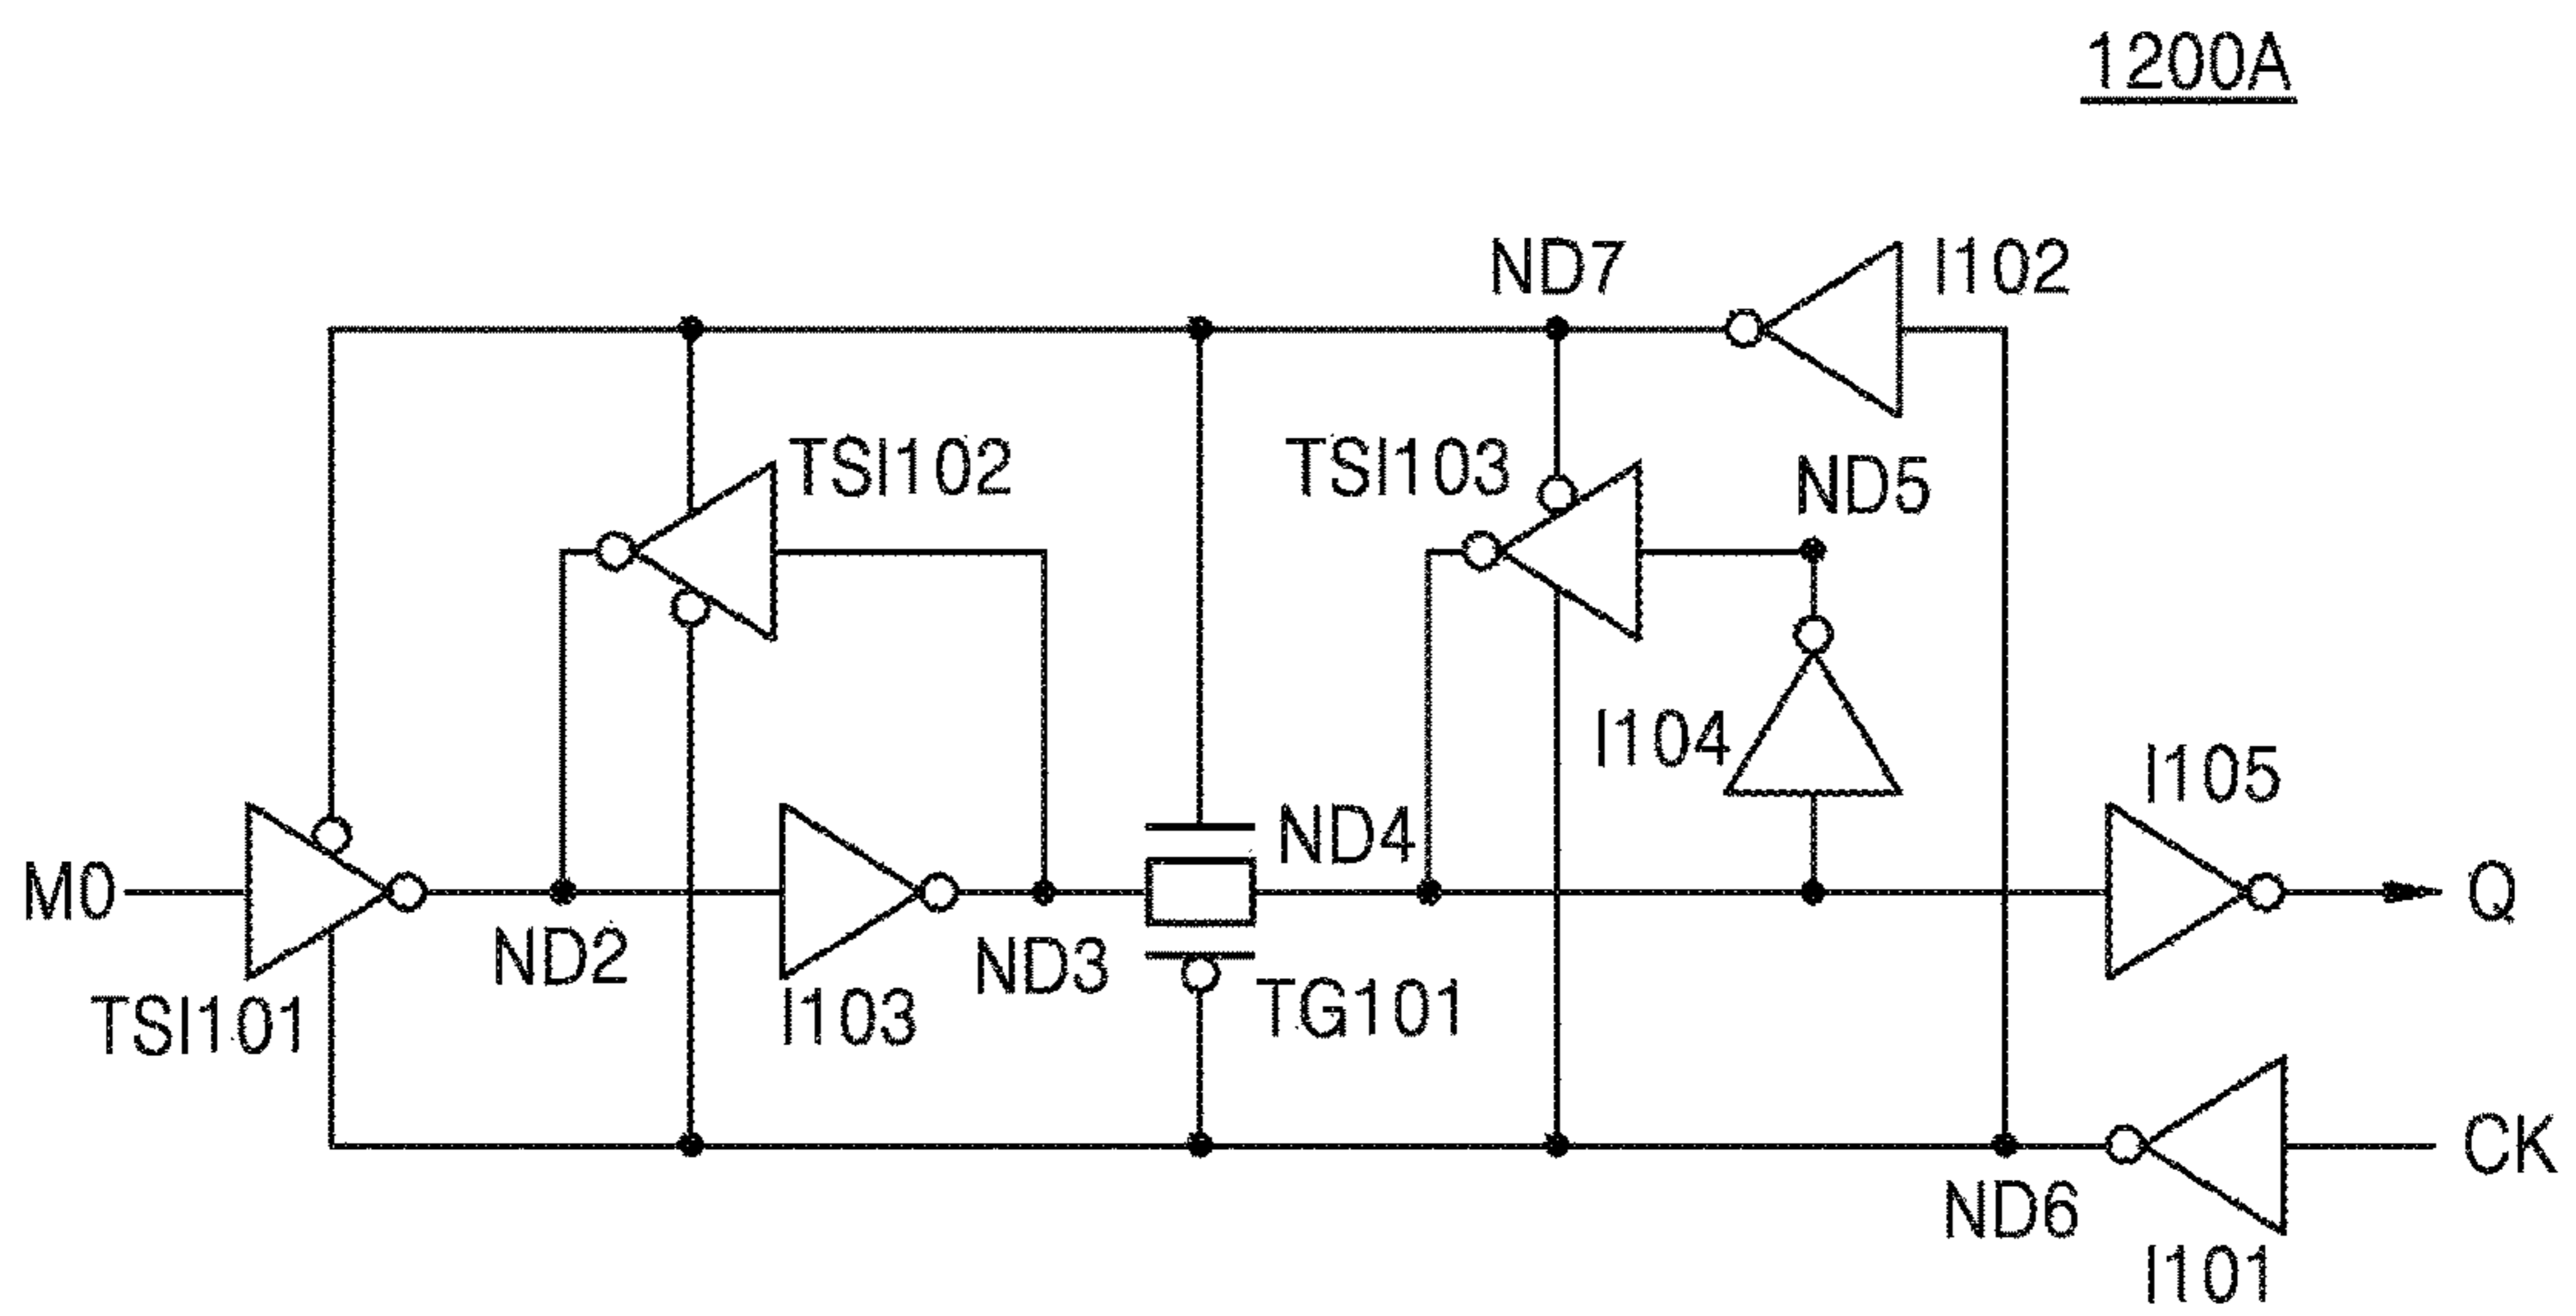 1200A
ND7
I102
TSI102
TSI103
ND5
I104
I105
M0
ND4
Q
ND2
ND3
TSI101
I103
TG101
CK
ND6
I101